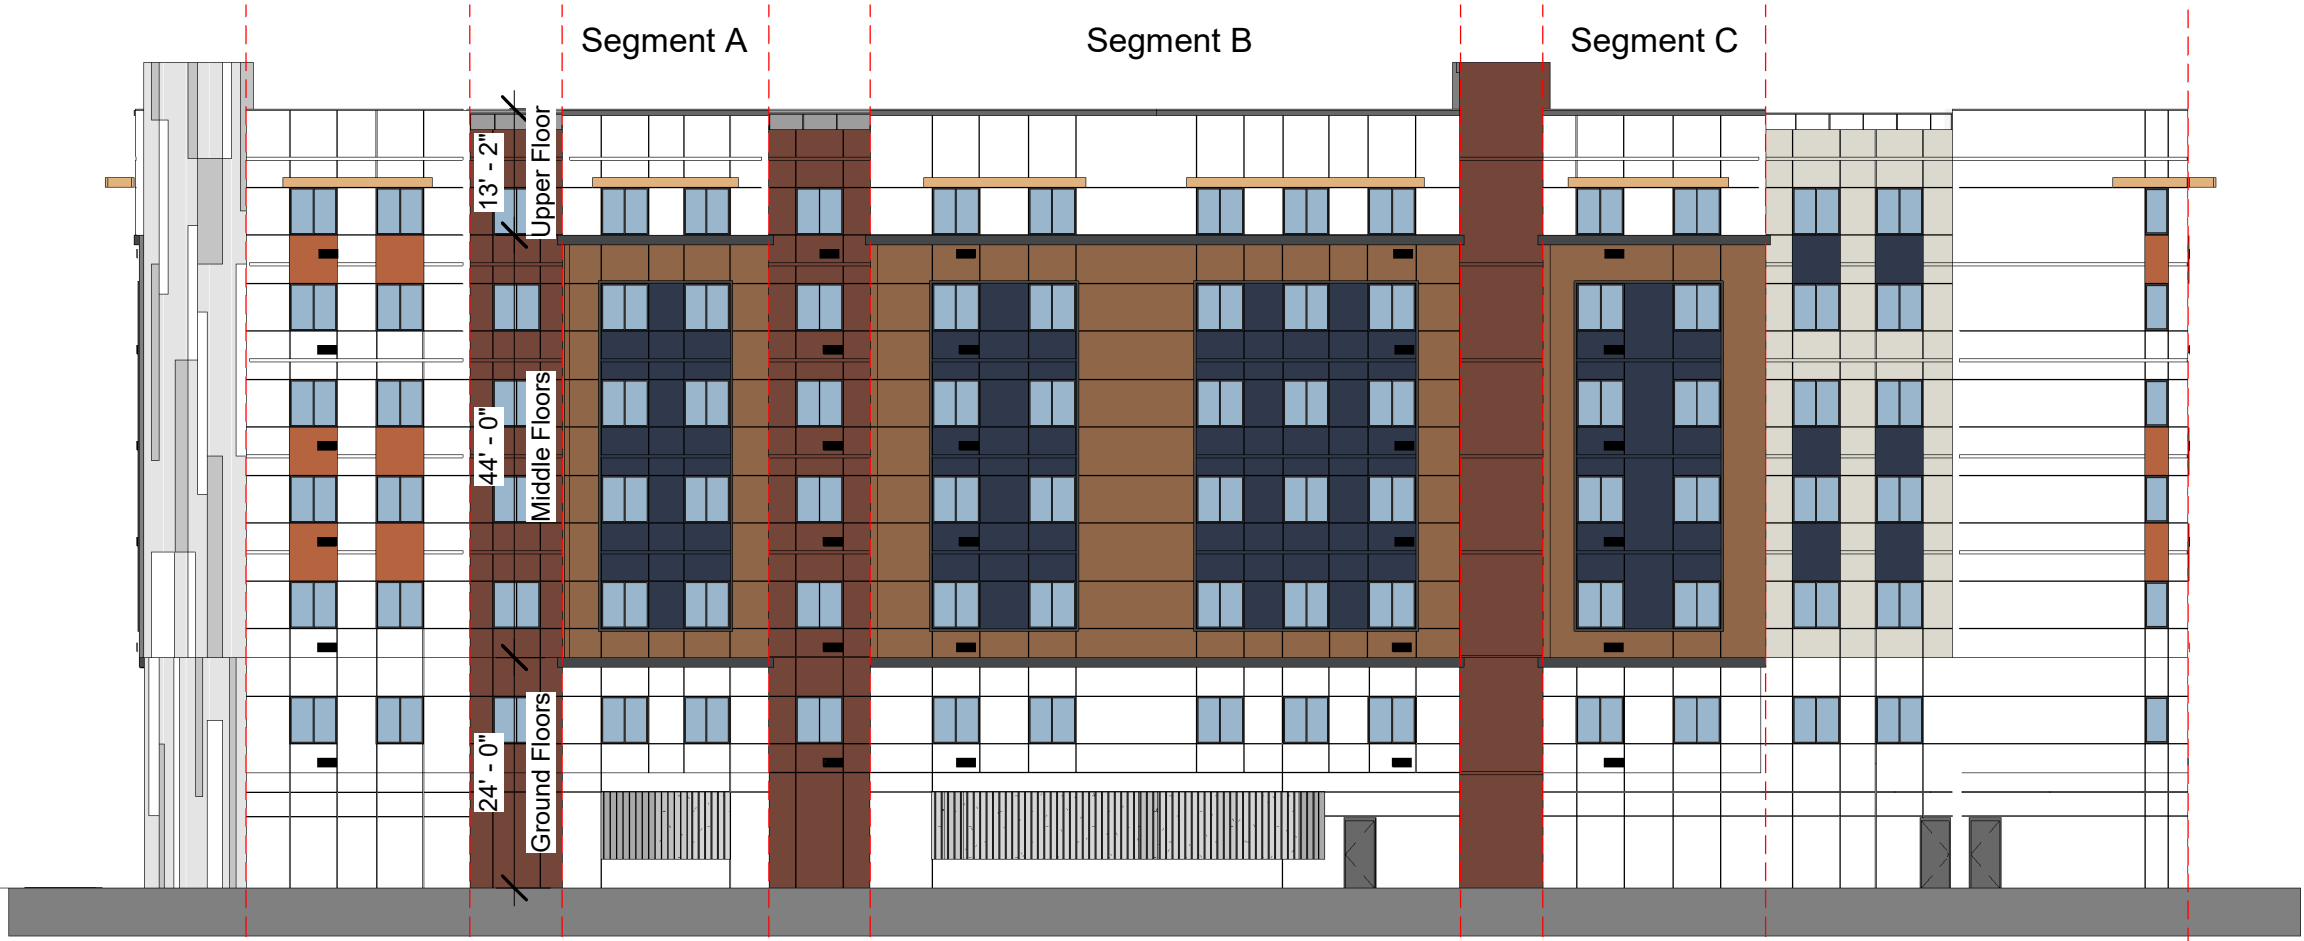 Segment A
Segment B
Segment C
13' - 2"
Upper Floor
44' - 0"
Middle Floors
24' - 0"
Ground Floors